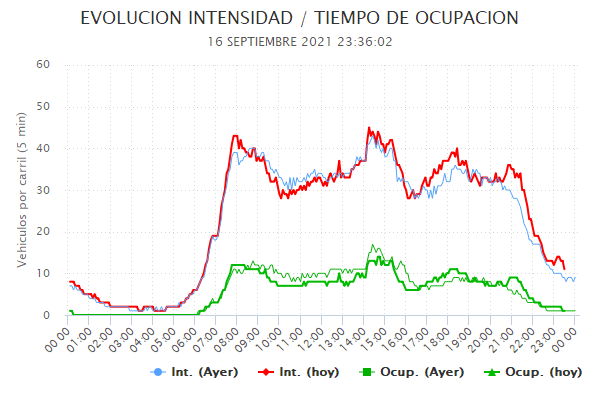 EVOLUCION INTENSIDAD / TIEMPO DE OCUPACION
16 SEPTIEMBRE 2021 23:36:02
Vehiculos por carril (5 min)
60
50
40
30
20
10
0
00:00 01:00 02:00 03:00 04:00 05:00 06:00 07:00 08:00 09:00 10:00 11:00 12:00 13:00 14:00 15:00 16:00 17:00 18:00 19:00 20:00 21:00 22:00 23:00 00:00
Int. (Ayer) Int. (hoy) Ocup. (Ayer) Ocup. (hoy)